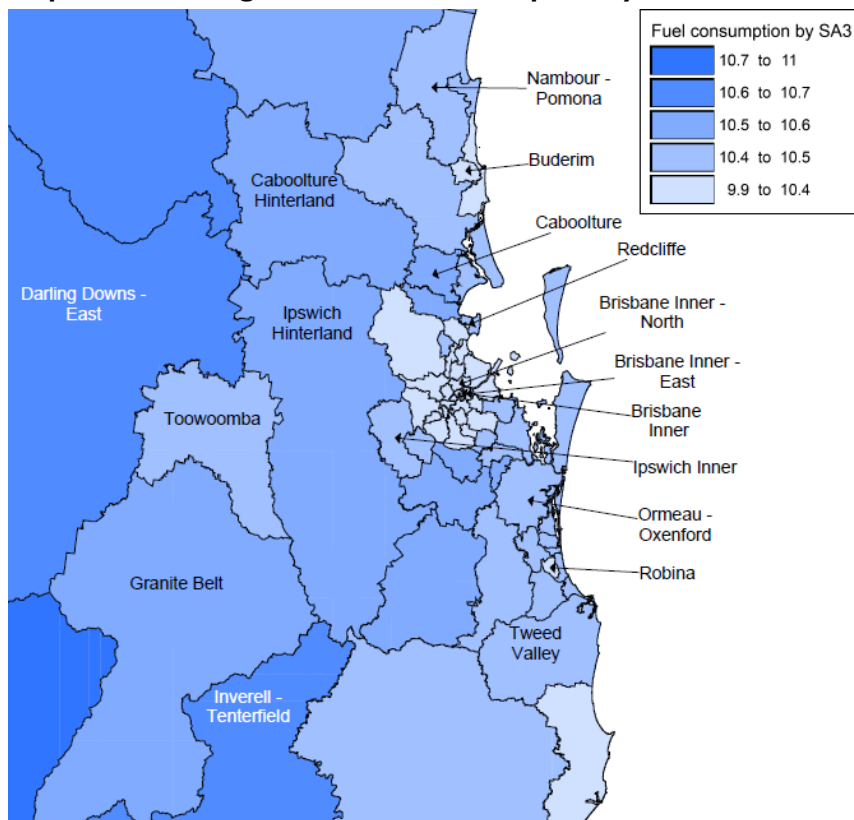 Fuel consumption by SA3
10.7 to 11
10.6 to 10.7
10.5 to 10.6
10.4 to 10.5
9.9 to 10.4
Nambour -
Pomona
Buderim
Caboolture
Hinterland
Caboolture
Redcliffe
Darling Downs -
East
Ipswich
Hinterland
Brisbane Inner -
North
Brisbane Inner -
East
Toowoomba
Brisbane
Inner
Ipswich Inner
Ormeau -
Oxenford
Granite Belt
Robina
Tweed
Valley
Inverell -
Tenterfield